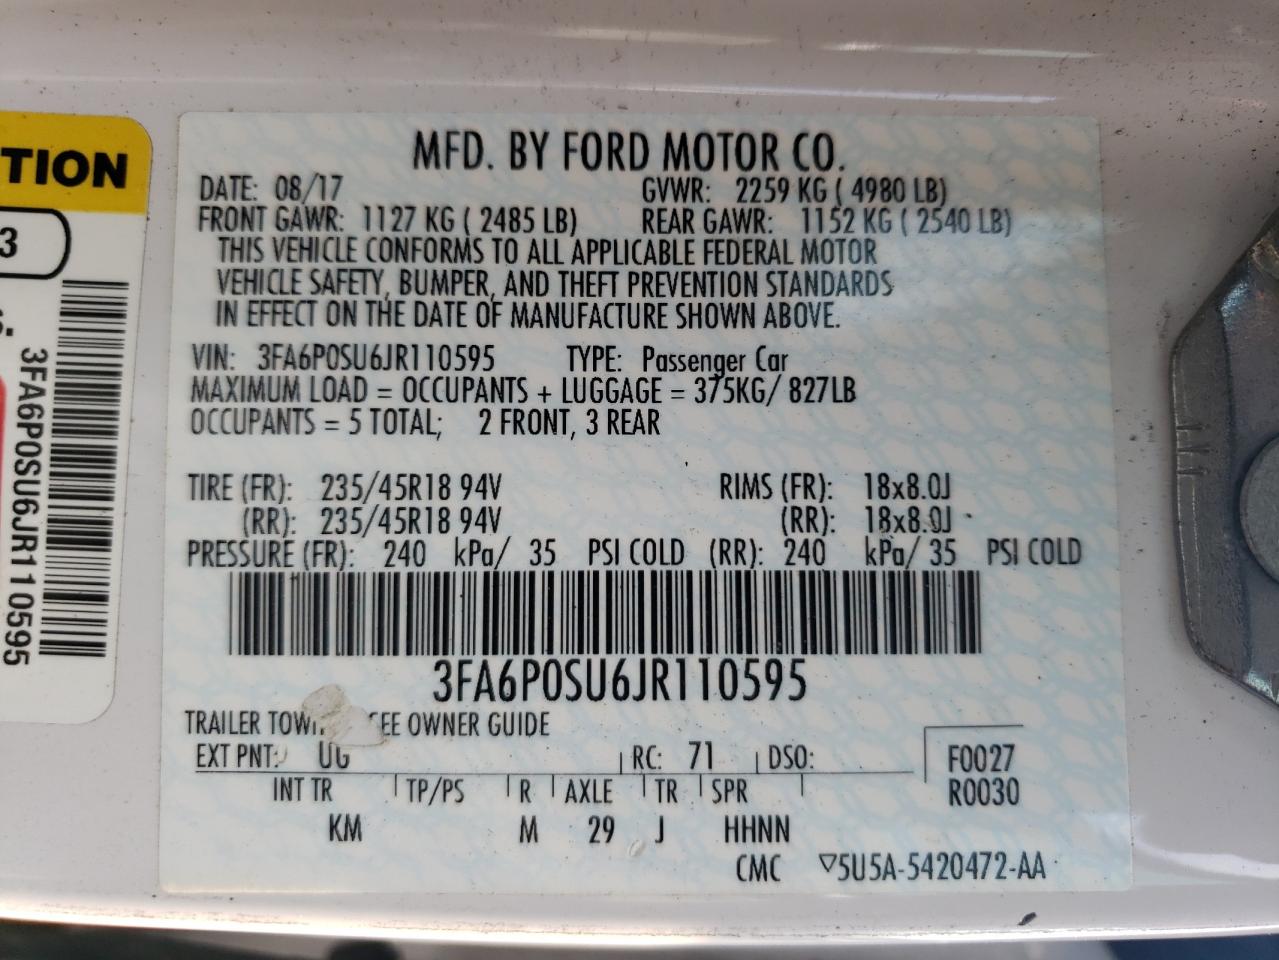 TION
3
3FA6P0SU6JR110595
MFD. BY FORD MOTOR CO.
DATE: 08/17 GVWR: 2259 KG ( 4980 LB)
FRONT GAWR: 1127 KG ( 2485 LB) REAR GAWR: 1152 KG ( 2540 LB)
THIS VEHICLE CONFORMS TO ALL APPLICABLE FEDERAL MOTOR
VEHICLE SAFETY, BUMPER, AND THEFT PREVENTION STANDARDS
IN EFFECT ON THE DATE OF MANUFACTURE SHOWN ABOVE.
VIN: 3FA6P0SU6JR110595 TYPE: Passenger Car
MAXIMUM LOAD = OCCUPANTS + LUGGAGE = 375KG/ 827LB
OCCUPANTS = 5 TOTAL; 2 FRONT, 3 REAR
TIRE (FR): 235/45R18 94V RIMS (FR): 18x8.0J
(RR): 235/45R18 94V (RR): 18x8.0J
PRESSURE (FR): 240 kPa/ 35 PSI COLD (RR): 240 kPa/ 35 PSI COLD
3FA6P0SU6JR110595
TRAILER OWNER GUIDE
EXT PNT: UG RC: 71 DSO: F0027
INT TR TP/PS R AXLE TR SPR R0030
KM M 29 J HHNN
CMC ▽5U5A-5420472-AA